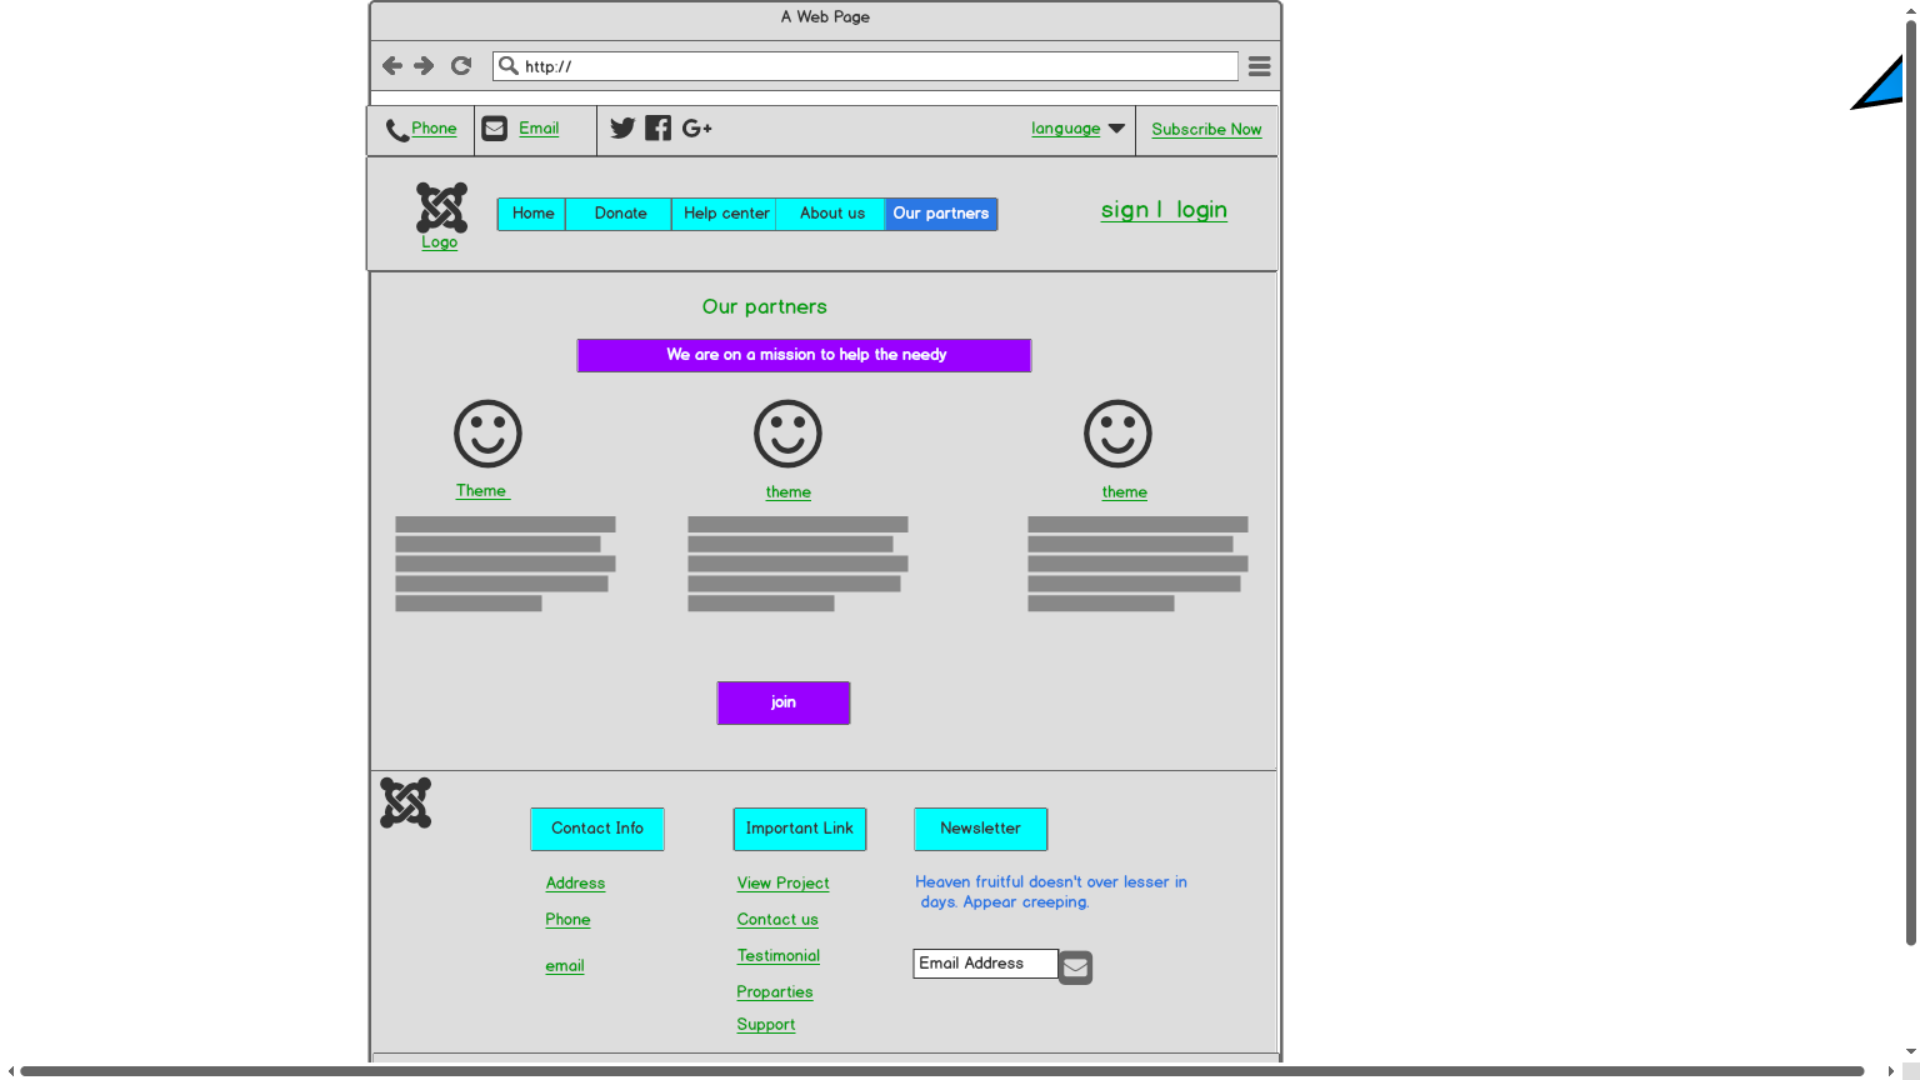 A Web Page
http://
Phone
Email
G+
language
Subscribe Now
Logo
Home
Donate
Help center
About us
Our partners
sign I login
Our partners
We are on a mission to help the needy
Theme
theme
theme
join
Contact Info
Important Link
Newsletter
Address
Phone
email
View Project
Contact us
Testimonial
Proparties
Support
Heaven fruitful doesn't over lesser in
days. Appear creeping.
Email Address